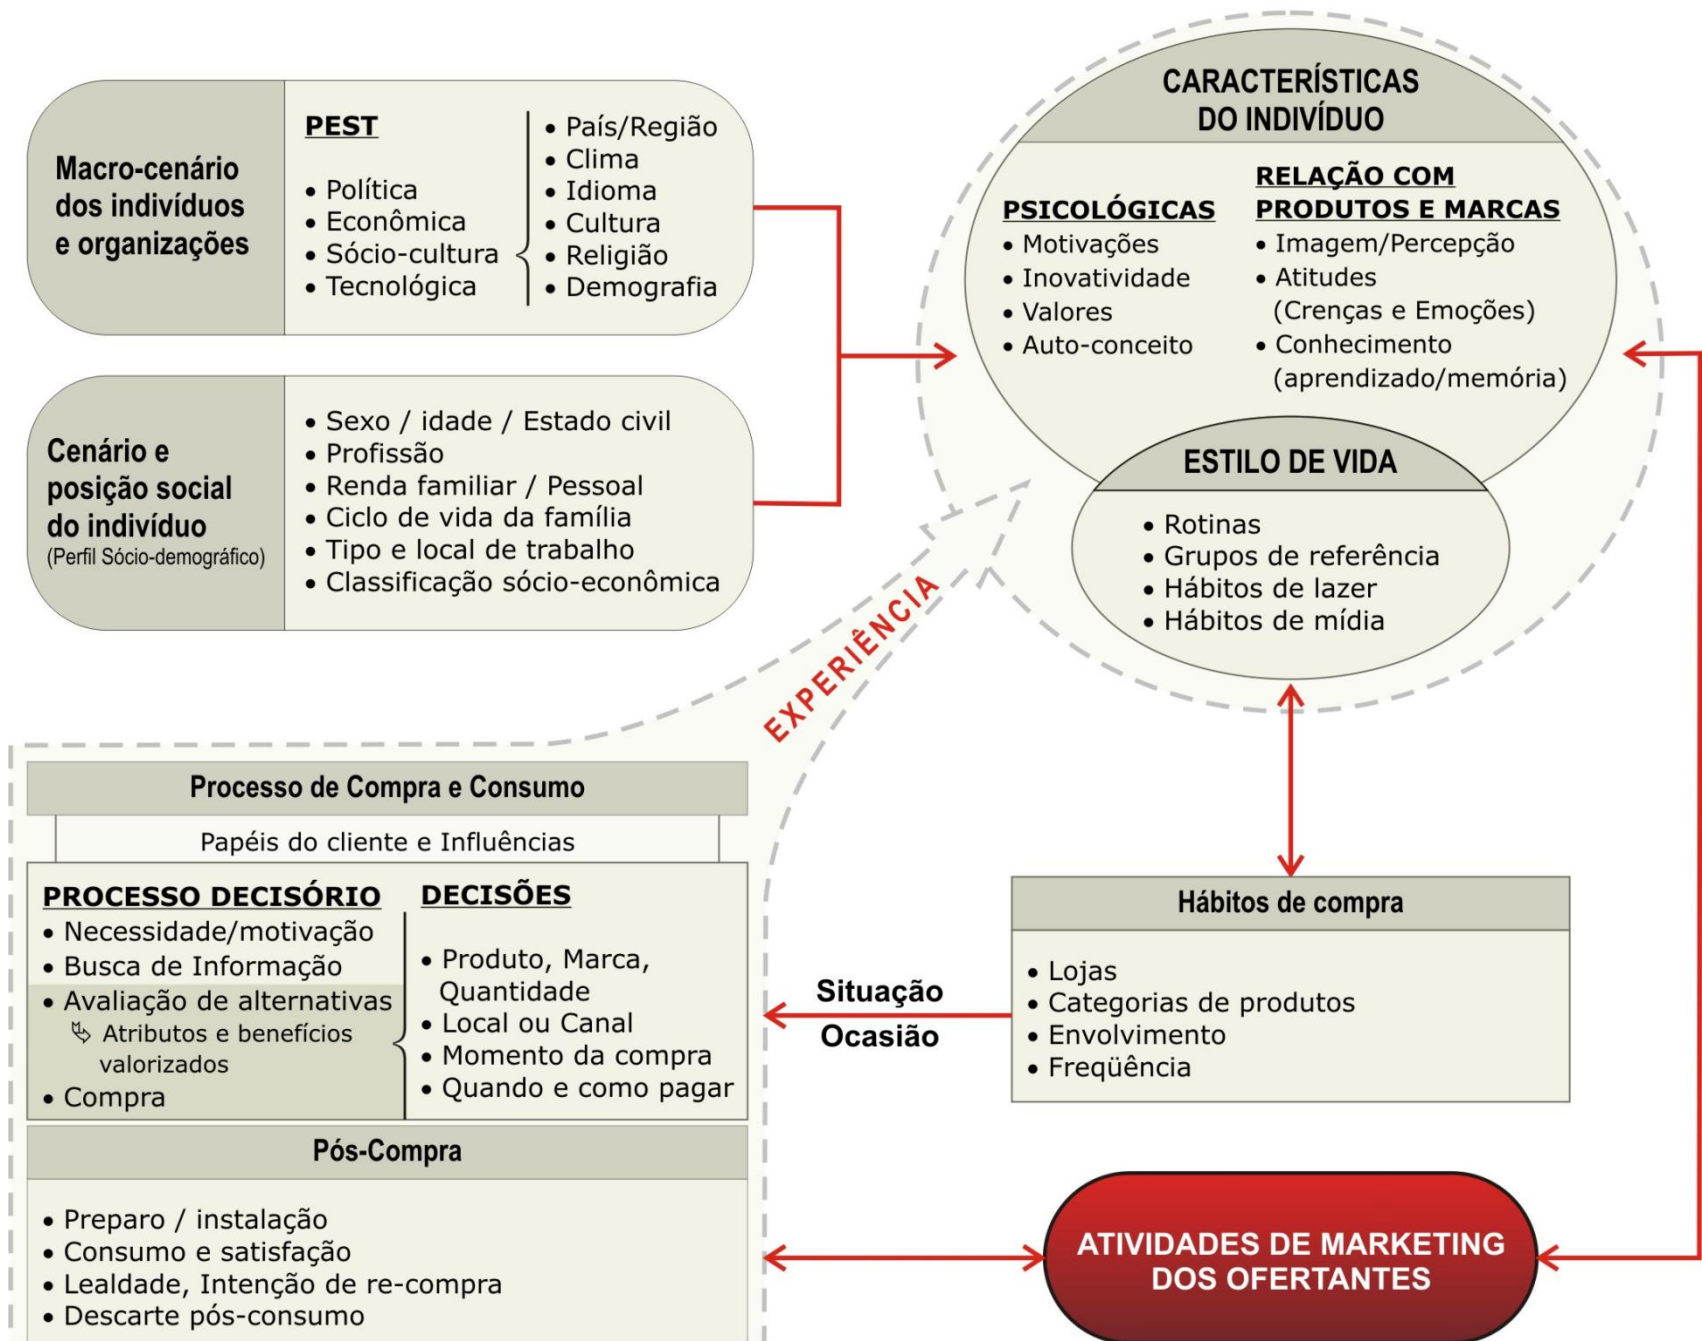 Macro-cenário
dos indivíduos
e organizações
PEST
• Política
• Econômica
• Sócio-cultura
• Tecnológica
• País/Região
• Clima
• Idioma
• Cultura
• Religião
• Demografia
Cenário e
posição social
do indivíduo
(Perfil Sócio-demográfico)
• Sexo / idade / Estado civil
• Profissão
• Renda familiar / Pessoal
• Ciclo de vida da família
• Tipo e local de trabalho
• Classificação sócio-econômica
CARACTERÍSTICAS
DO INDIVÍDUO
PSICOLÓGICAS
• Motivações
• Inovatividade
• Valores
• Auto-conceito
RELAÇÃO COM
PRODUTOS E MARCAS
• Imagem/Percepção
• Atitudes
(Crenças e Emoções)
• Conhecimento
(aprendizado/memória)
ESTILO DE VIDA
• Rotinas
• Grupos de referência
• Hábitos de lazer
• Hábitos de mídia
EXPERIÊNCIA
Processo de Compra e Consumo
Papéis do cliente e Influências
PROCESSO DECISÓRIO
• Necessidade/motivação
• Busca de Informação
• Avaliação de alternativas
Atributos e benefícios
valorizados
• Compra
DECISÕES
• Produto, Marca,
Quantidade
• Local ou Canal
• Momento da compra
• Quando e como pagar
Pós-Compra
• Preparo / instalação
• Consumo e satisfação
• Lealdade, Intenção de re-compra
• Descarte pós-consumo
Situação
Ocasião
Hábitos de compra
• Lojas
• Categorias de produtos
• Envolvimento
• Freqüência
ATIVIDADES DE MARKETING
DOS OFERTANTES